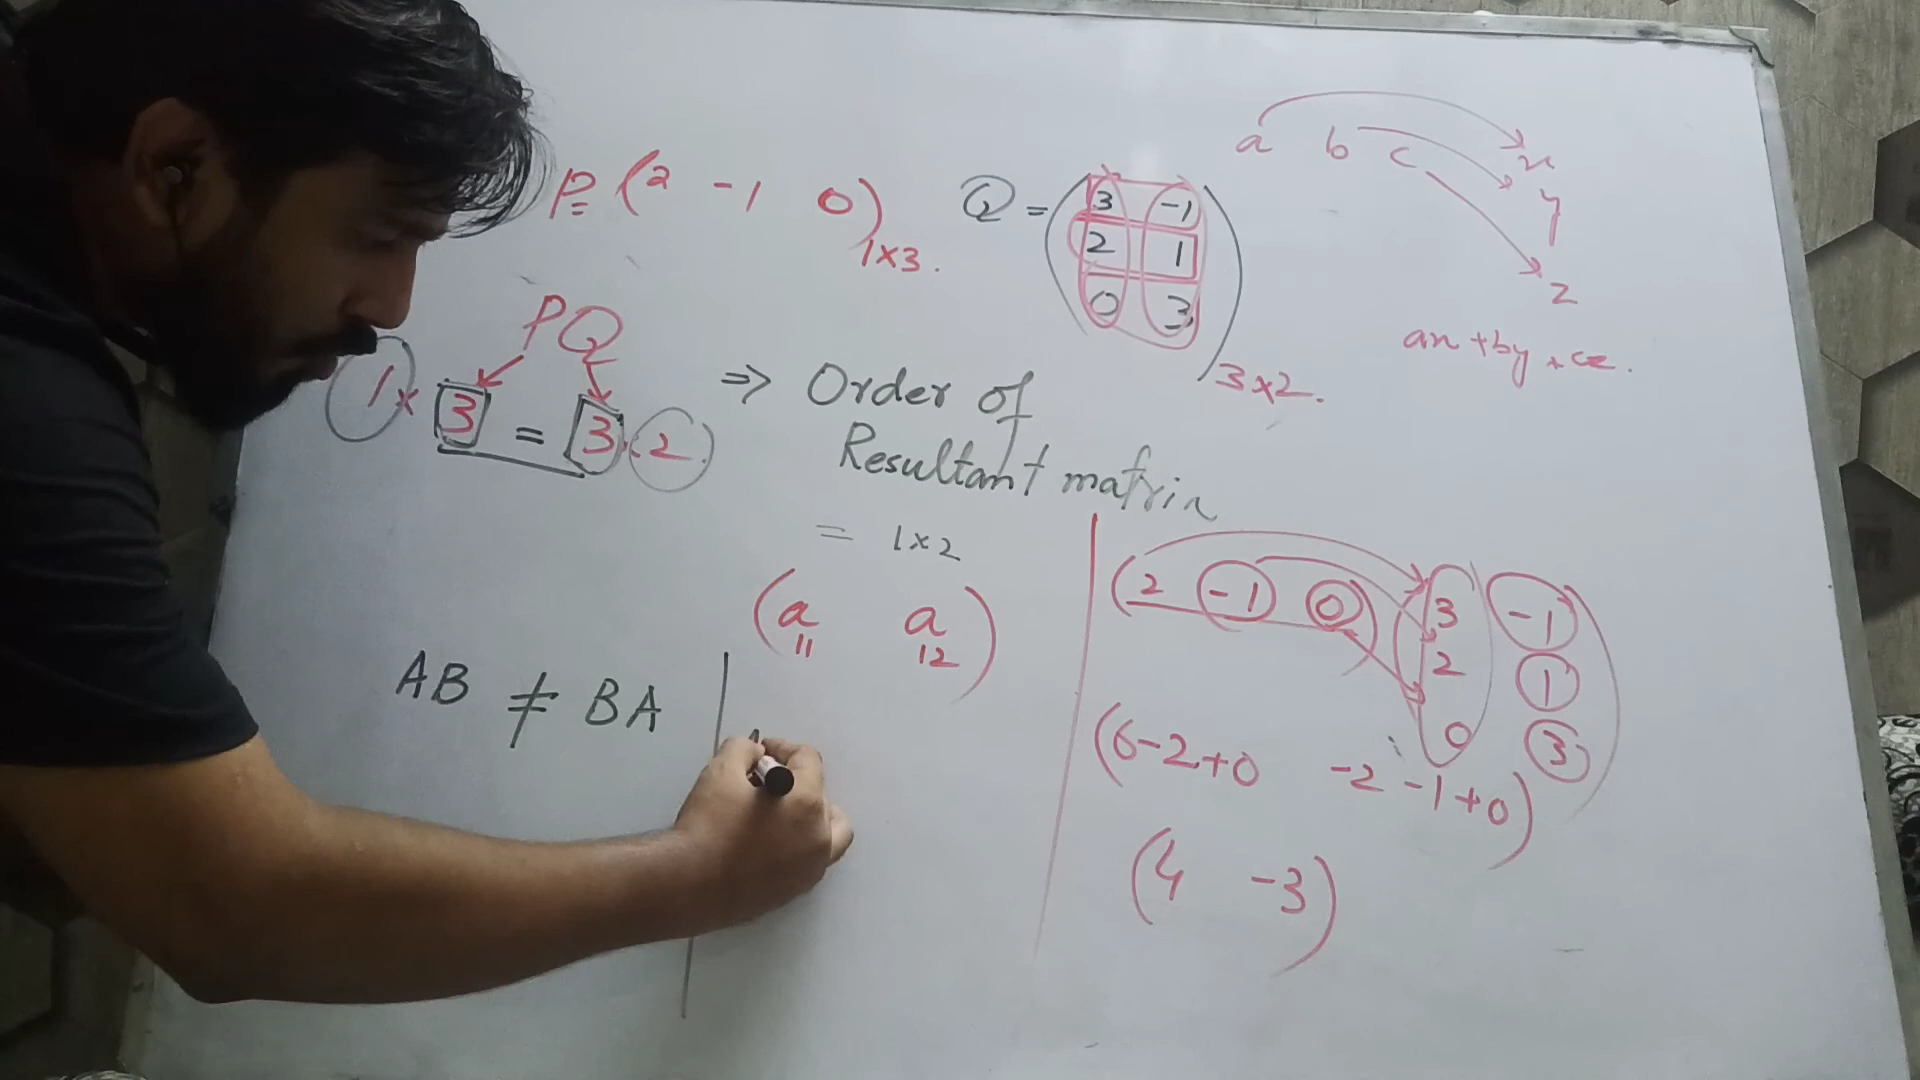 a b c x
y
z
ax + by + cz.
P = (2 -1 0) 1×3.
Q = (3 -1
2 1
0 3) 3×2.
PQ
1 × 3 = 3 × 2 ⇒ Order of
Resultant matrix
= 1×2
(a11 a12)
AB ≠ BA
(2 -1 0) (3 -1
2 1
0 3)
(6-2+0 -2-1+0)
(4 -3)